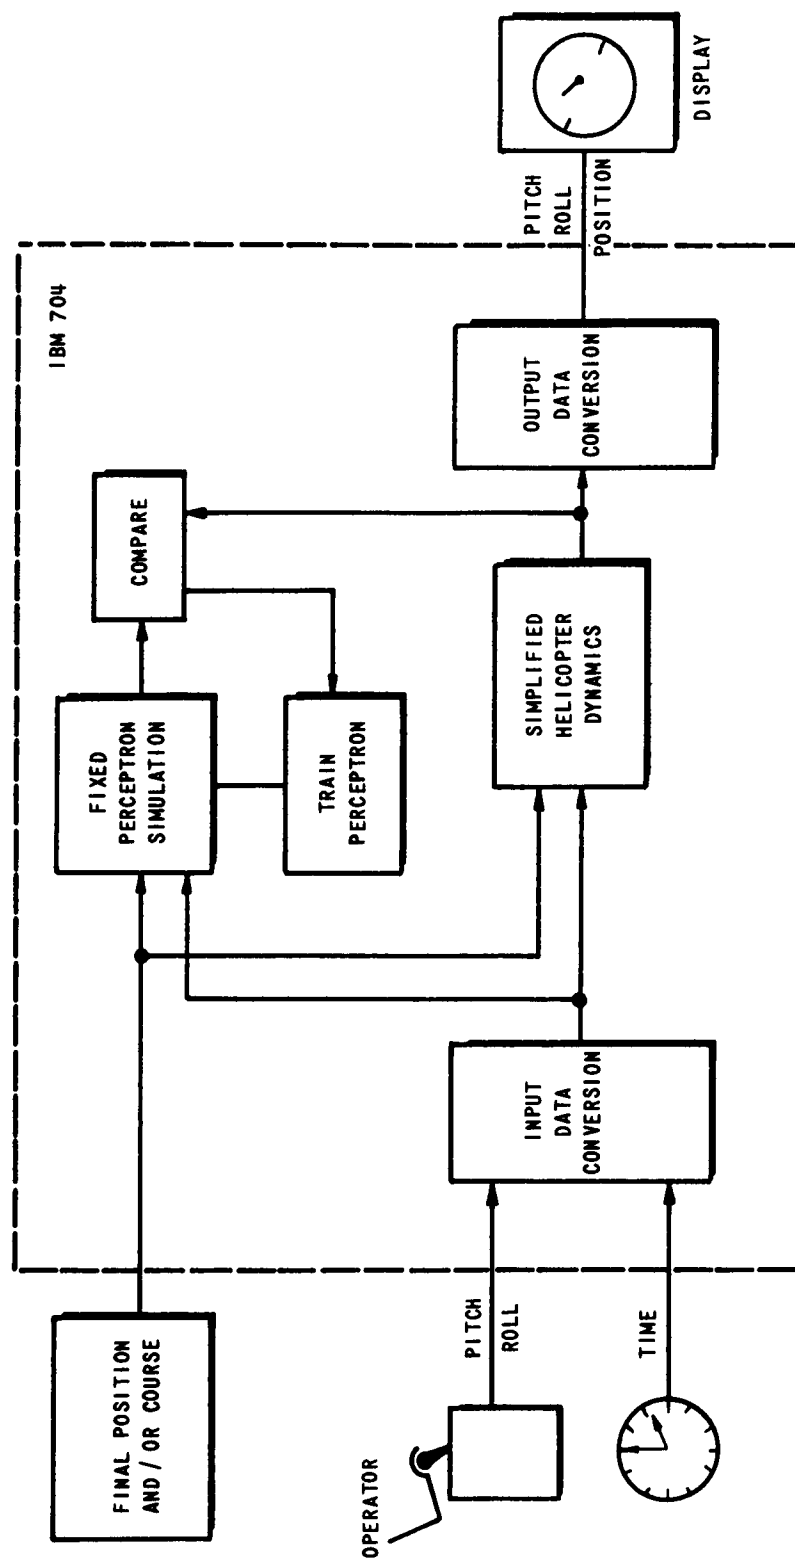 IBM 704
FINAL POSITION
AND/OR COURSE
FIXED
PERCEPTRON
SIMULATION
COMPARE
TRAIN
PERCEPTRON
OPERATOR
PITCH
ROLL
TIME
INPUT
DATA
CONVERSION
SIMPLIFIED
HELICOPTER
DYNAMICS
OUTPUT
DATA
CONVERSION
PITCH
ROLL
POSITION
DISPLAY